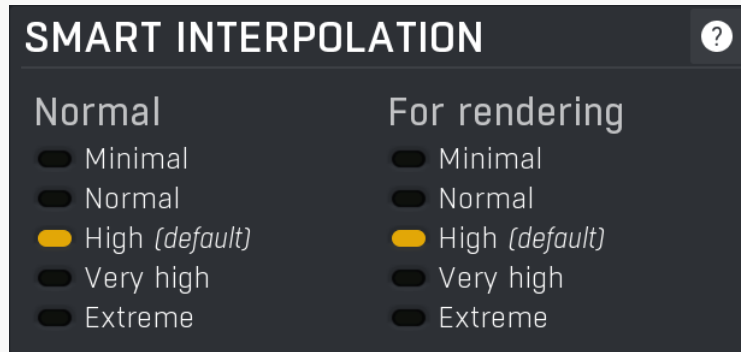 SMART INTERPOLATION ?
Normal For rendering
Minimal Minimal
Normal Normal
High (default) High (default)
Very high Very high
Extreme Extreme